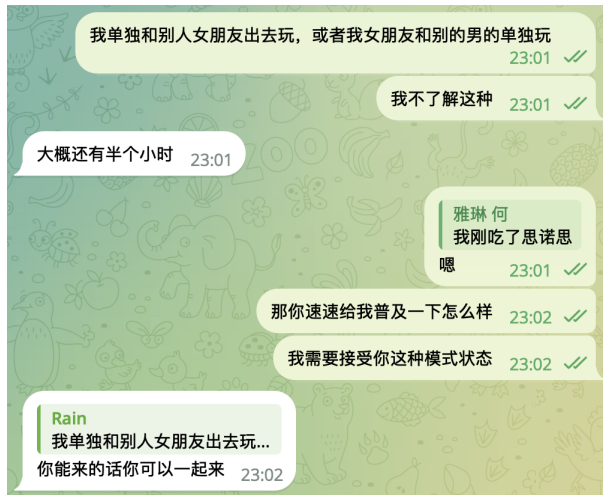 我单独和别人女朋友出去玩，或者我女朋友和别的男的单独玩
23:01
我不了解这种 23:01
大概还有半个小时 23:01
雅琳 何
我刚吃了思诺思
嗯 23:01
那你速速给我普及一下怎么样 23:02
我需要接受你这种模式状态 23:02
Rain
我单独和别人女朋友出去玩...
你能来的话你可以一起来 23:02